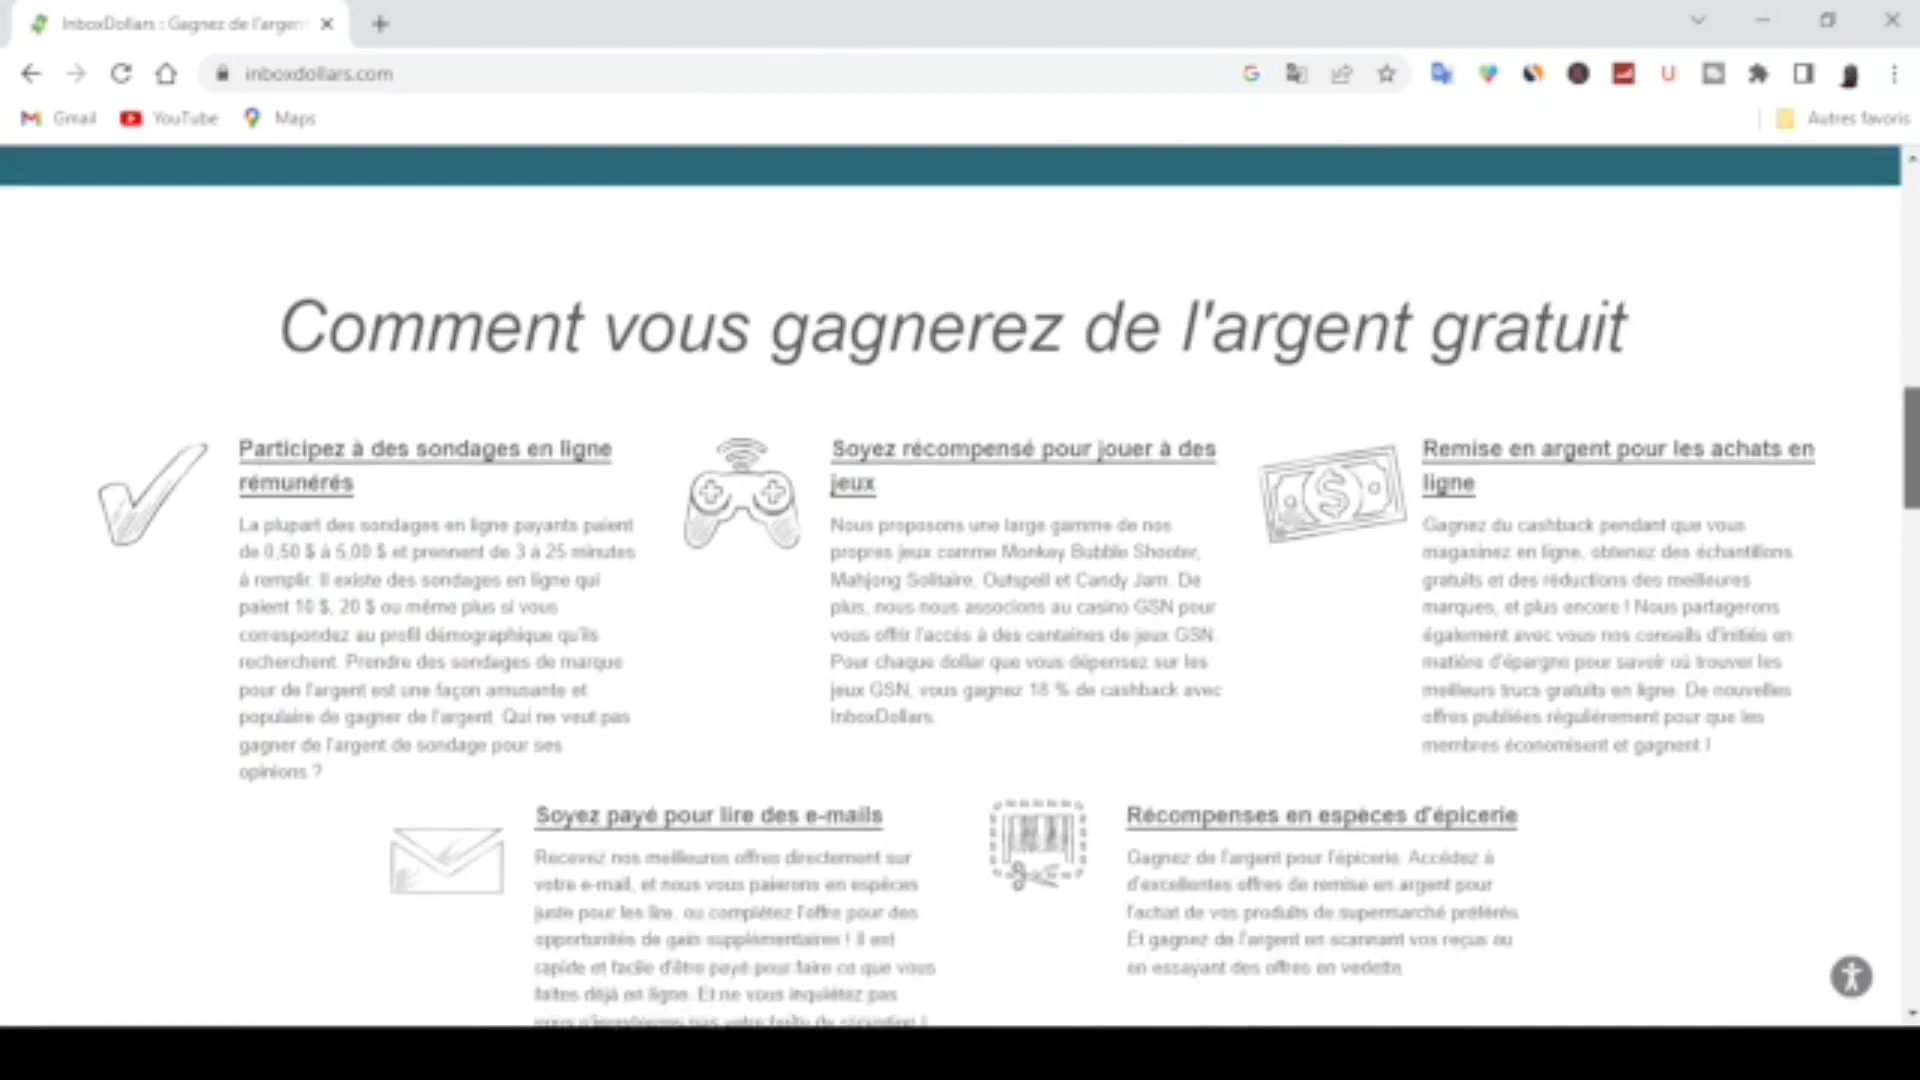 InboxDollars : Gagnez de l'argen
inboxdollars.com
Gmail
YouTube
Maps
Autres favoris
Comment vous gagnerez de l'argent gratuit
Participez à des sondages en ligne
rémunérés
La plupart des sondages en ligne payants paient
de 0,50 $ à 5,00 $ et prennent de 3 à 25 minutes
à remplir. Il existe des sondages en ligne qui
paient 10 $, 20 $ ou même plus si vous
correspondez au profil démographique qu'ils
recherchent. Prendre des sondages de marque
pour de l'argent est une façon amusante et
populaire de gagner de l'argent. Qui ne veut pas
gagner de l'argent de sondage pour ses
opinions ?
Soyez récompensé pour jouer à des
jeux
Nous proposons une large gamme de nos
propres jeux comme Monkey Bubble Shooter,
Mahjong Solitaire, Outspell et Candy Jam. De
plus, nous nous associons au casino GSN pour
vous offrir l'accès à des centaines de jeux GSN.
Pour chaque dollar que vous dépensez sur les
jeux GSN, vous gagnez 18 % de cashback avec
InboxDollars.
Remise en argent pour les achats en
ligne
Gagnez du cashback pendant que vous
magasinez en ligne, obtenez des échantillons
gratuits et des réductions des meilleures
marques, et plus encore ! Nous partagerons
également avec vous nos conseils d'initiés en
matière d'épargne pour savoir où trouver les
meilleurs trucs gratuits en ligne. De nouvelles
offres publiées régulièrement pour que les
membres économisent et gagnent !
Soyez payé pour lire des e-mails
Recevez nos meilleures offres directement sur
votre e-mail, et nous vous paierons en espèces
juste pour les lire, ou complétez l'offre pour des
opportunités de gain supplémentaires ! Il est
rapide et facile d'être payé pour faire ce que vous
faites déjà en ligne. Et ne vous inquiétez pas
Récompenses en espèces d'épicerie
Gagnez de l'argent pour l'épicerie. Accédez à
d'excellentes offres de remise en argent pour
l'achat de vos produits de supermarché préférés.
Et gagnez de l'argent en scannant vos reçus ou
en essayant des offres en vedette.